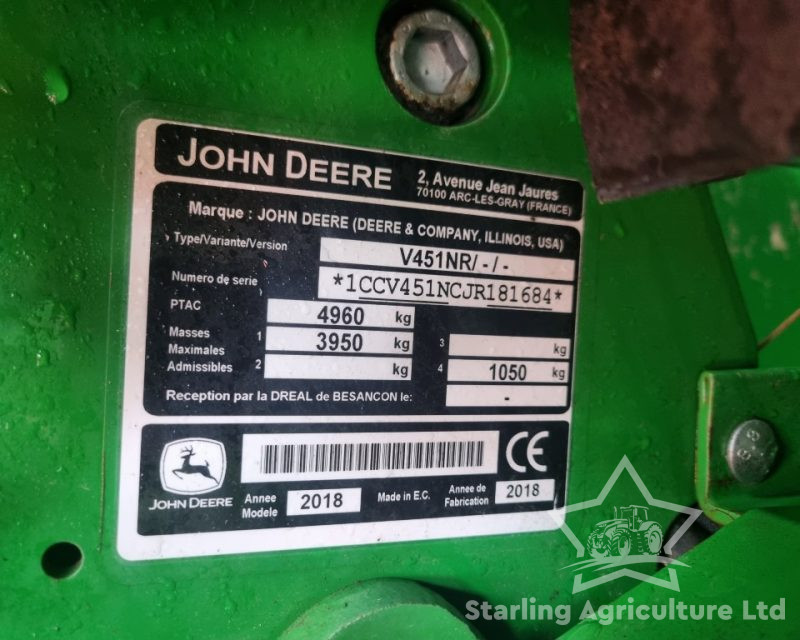 JOHN DEERE
2, Avenue Jean Jaures
70100 ARC-LES-GRAY (FRANCE)
Marque : JOHN DEERE (DEERE & COMPANY, ILLINOIS, USA)
Type/Variante/Version V451NR/ - / -
Numero de serie *1CCV451NCJR181684*
PTAC 4960 kg
Masses 1 3950 kg 3 kg
Maximales
Admissibles 2 kg 4 1050 kg
Reception par la DREAL de BESANCON le: -
JOHN DEERE
CE
Annee Modele 2018 Made in E.C. Annee de Fabrication 2018
8.8
Starling Agriculture Ltd